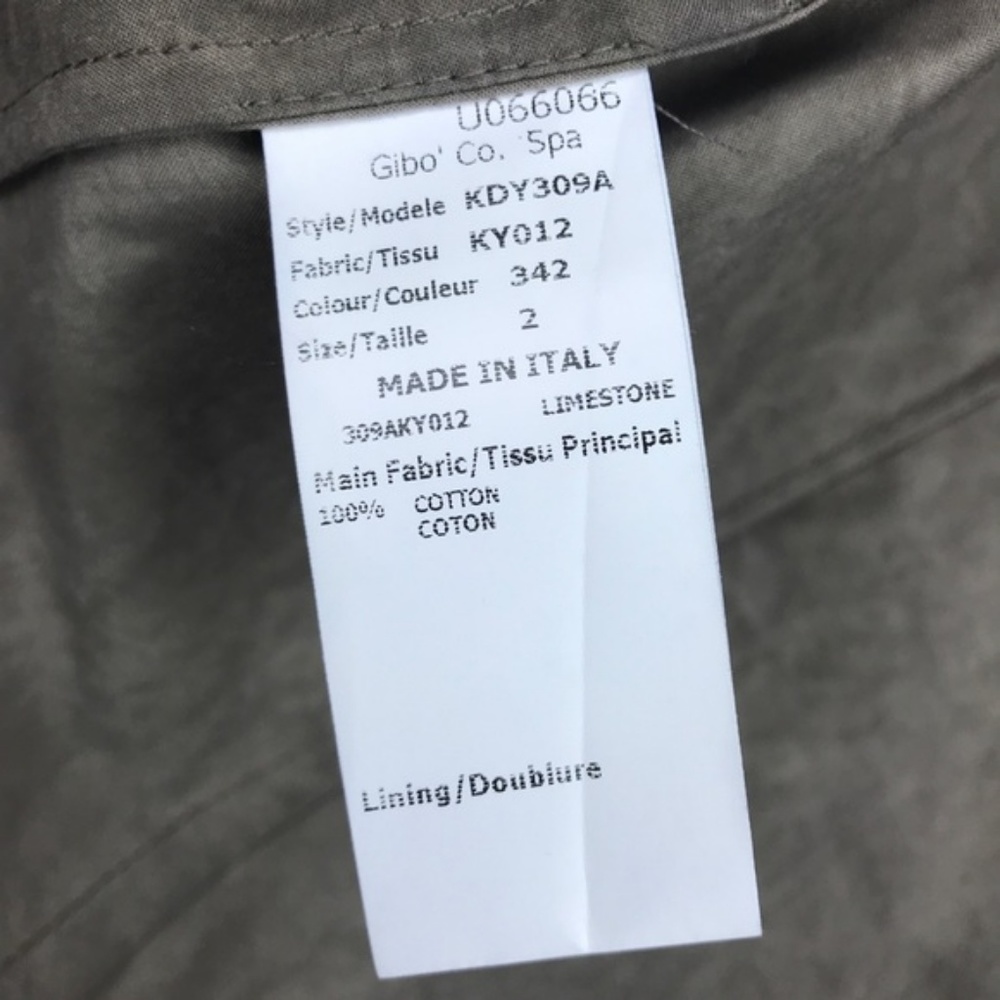 U066066
Gibo' Co. Spa
Style/Modele KDY309A
Fabric/Tissu KY012
Colour/Couleur 342
Size/Taille 2
MADE IN ITALY
309AKY012 LIMESTONE
Main Fabric/Tissu Principal
100% COTTON
COTON
Lining/Doublure